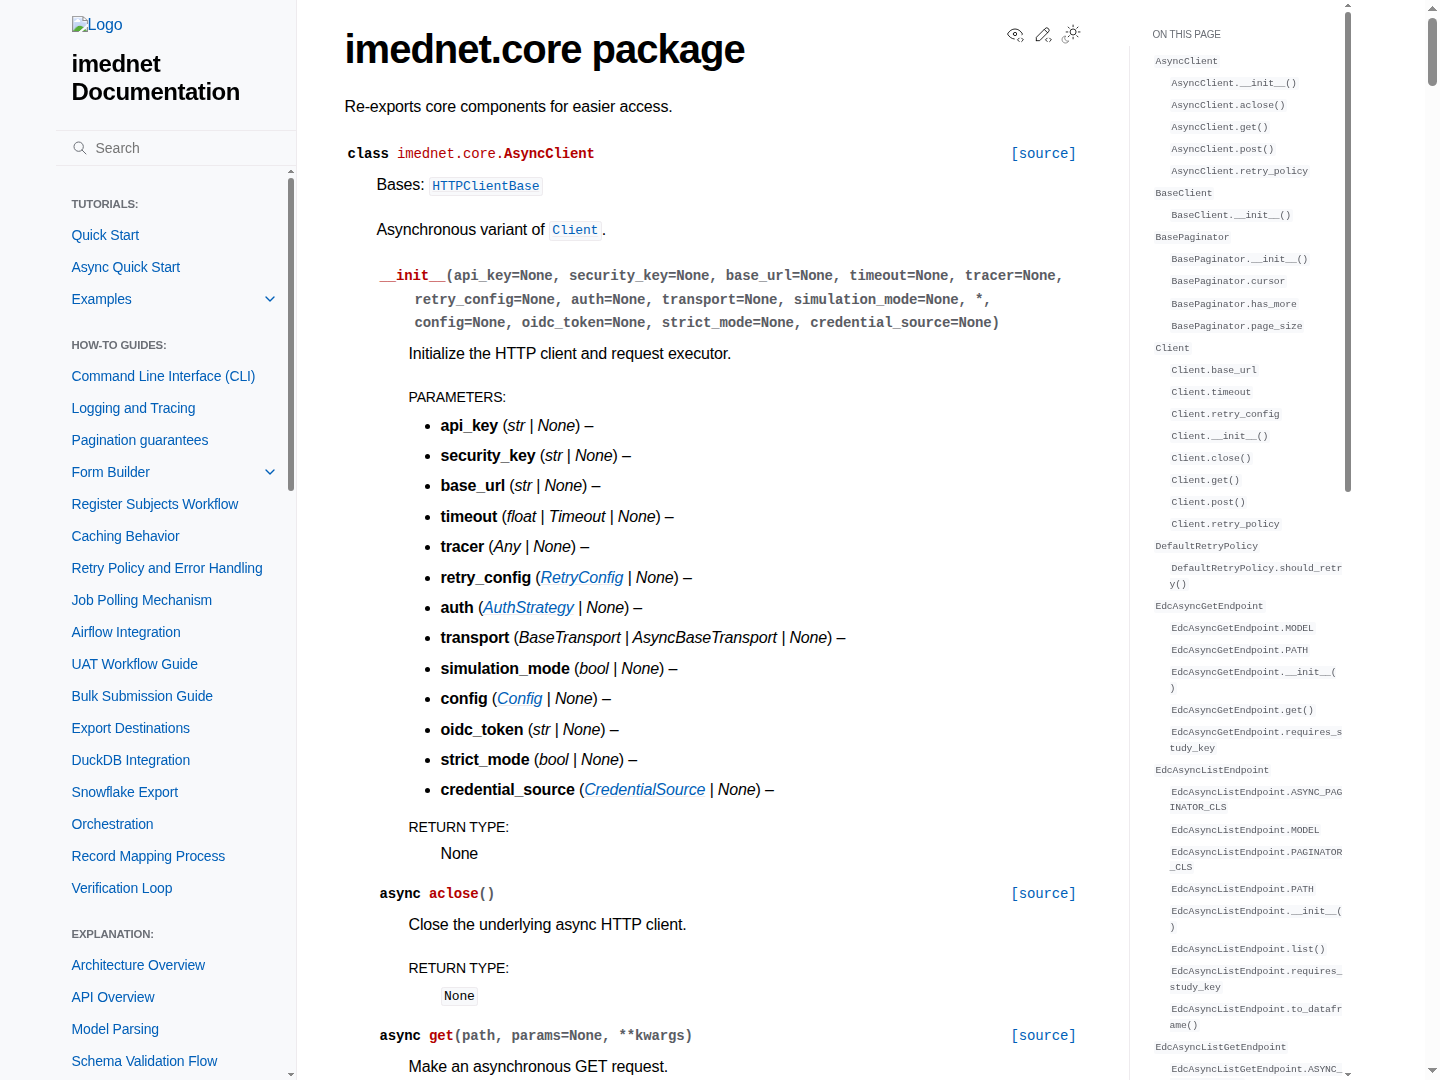 Logo
imednet
Documentation
Search
TUTORIALS:
Quick Start
Async Quick Start
Examples
HOW-TO GUIDES:
Command Line Interface (CLI)
Logging and Tracing
Pagination guarantees
Form Builder
Register Subjects Workflow
Caching Behavior
Retry Policy and Error Handling
Job Polling Mechanism
Airflow Integration
UAT Workflow Guide
Bulk Submission Guide
Export Destinations
DuckDB Integration
Snowflake Export
Orchestration
Record Mapping Process
Verification Loop
EXPLANATION:
Architecture Overview
API Overview
Model Parsing
Schema Validation Flow
imednet.core package
Re-exports core components for easier access.
class imednet.core.AsyncClient [source]
Bases: HTTPClientBase
Asynchronous variant of Client.
__init__(api_key=None, security_key=None, base_url=None, timeout=None, tracer=None,
retry_config=None, auth=None, transport=None, simulation_mode=None, *,
config=None, oidc_token=None, strict_mode=None, credential_source=None)
Initialize the HTTP client and request executor.
PARAMETERS:
• api_key (str | None) –
• security_key (str | None) –
• base_url (str | None) –
• timeout (float | Timeout | None) –
• tracer (Any | None) –
• retry_config (RetryConfig | None) –
• auth (AuthStrategy | None) –
• transport (BaseTransport | AsyncBaseTransport | None) –
• simulation_mode (bool | None) –
• config (Config | None) –
• oidc_token (str | None) –
• strict_mode (bool | None) –
• credential_source (CredentialSource | None) –
RETURN TYPE:
None
async aclose() [source]
Close the underlying async HTTP client.
RETURN TYPE:
None
async get(path, params=None, **kwargs) [source]
Make an asynchronous GET request.
ON THIS PAGE
AsyncClient
AsyncClient.__init__()
AsyncClient.aclose()
AsyncClient.get()
AsyncClient.post()
AsyncClient.retry_policy
BaseClient
BaseClient.__init__()
BasePaginator
BasePaginator.__init__()
BasePaginator.cursor
BasePaginator.has_more
BasePaginator.page_size
Client
Client.base_url
Client.timeout
Client.retry_config
Client.__init__()
Client.close()
Client.get()
Client.post()
Client.retry_policy
DefaultRetryPolicy
DefaultRetryPolicy.should_retr
y()
EdcAsyncGetEndpoint
EdcAsyncGetEndpoint.MODEL
EdcAsyncGetEndpoint.PATH
EdcAsyncGetEndpoint.__init__(
)
EdcAsyncGetEndpoint.get()
EdcAsyncGetEndpoint.requires_s
tudy_key
EdcAsyncListEndpoint
EdcAsyncListEndpoint.ASYNC_PAG
INATOR_CLS
EdcAsyncListEndpoint.MODEL
EdcAsyncListEndpoint.PAGINATOR
_CLS
EdcAsyncListEndpoint.PATH
EdcAsyncListEndpoint.__init__(
)
EdcAsyncListEndpoint.list()
EdcAsyncListEndpoint.requires_
study_key
EdcAsyncListEndpoint.to_datafr
ame()
EdcAsyncListGetEndpoint
EdcAsyncListGetEndpoint.ASYNC_